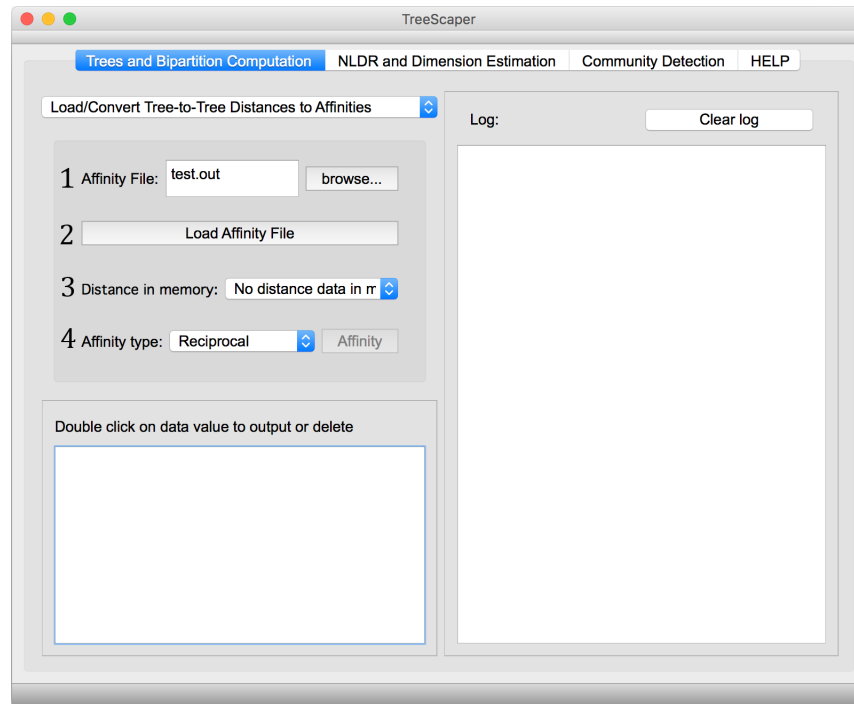 TreeScaper
Trees and Bipartition Computation NLDR and Dimension Estimation Community Detection HELP
Load/Convert Tree-to-Tree Distances to Affinities
1 Affinity File: test.out browse...
2 Load Affinity File
3 Distance in memory: No distance data in m
4 Affinity type: Reciprocal Affinity
Double click on data value to output or delete
Log: Clear log